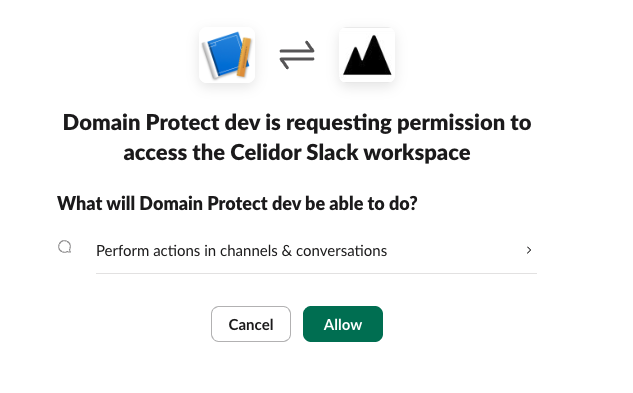 Domain Protect dev is requesting permission to
access the Celidor Slack workspace
What will Domain Protect dev be able to do?
Perform actions in channels & conversations
Cancel
Allow